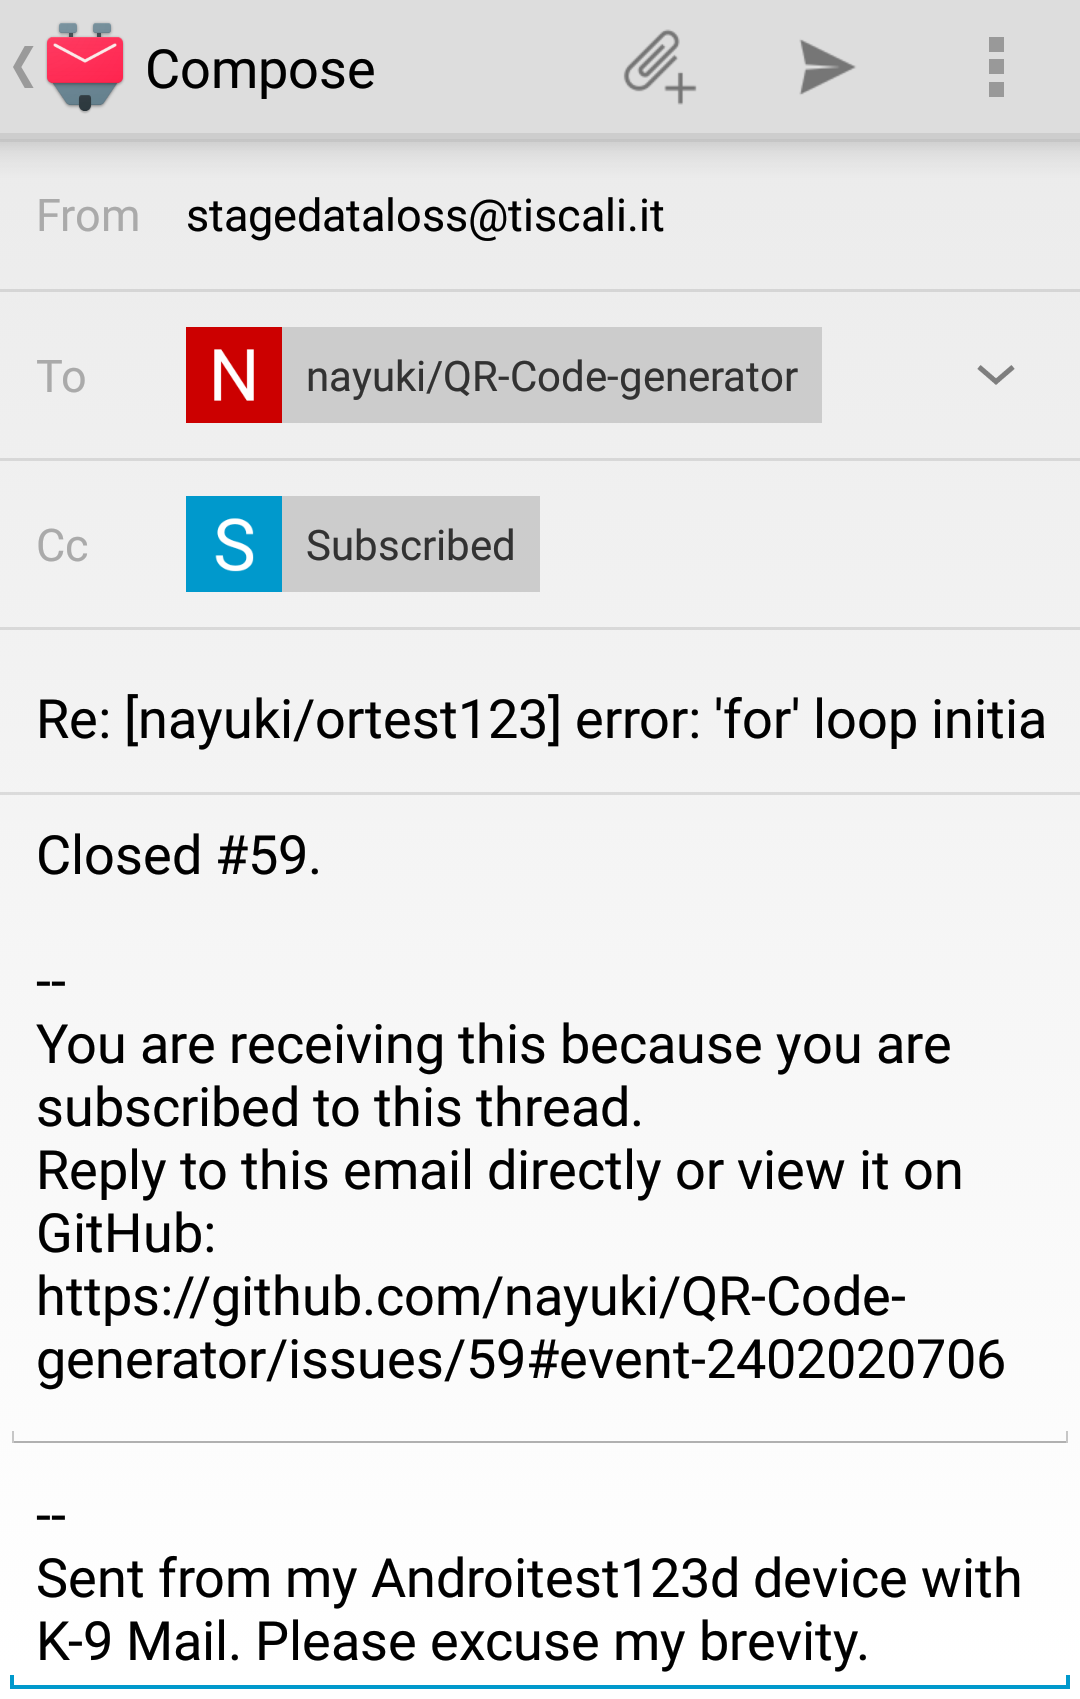 Compose
From stagedataloss@tiscali.it
To N nayuki/QR-Code-generator
Cc S Subscribed
Re: [nayuki/ortest123] error: 'for' loop initia
Closed #59.
--
You are receiving this because you are
subscribed to this thread.
Reply to this email directly or view it on
GitHub:
https://github.com/nayuki/QR-Code-
generator/issues/59#event-2402020706
--
Sent from my Androitest123d device with
K-9 Mail. Please excuse my brevity.